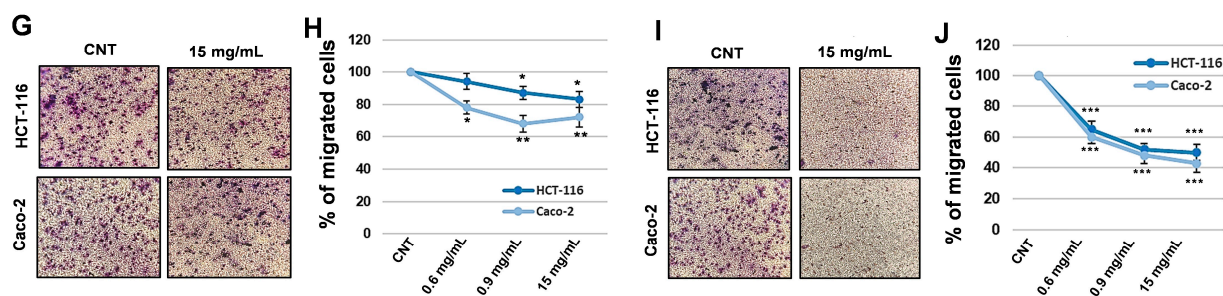 G
CNT
15 mg/mL
HCT-116
Caco-2
H
% of migrated cells
120
100
80
60
40
20
0
*
*
*
*
**
**
HCT-116
Caco-2
CNT
0.6 mg/mL
0.9 mg/mL
15 mg/mL
I
CNT
15 mg/mL
HCT-116
Caco-2
J
% of migrated cells
120
100
80
60
40
20
0
HCT-116
Caco-2
***
***
***
***
***
***
CNT
0.6 mg/mL
0.9 mg/mL
15 mg/mL